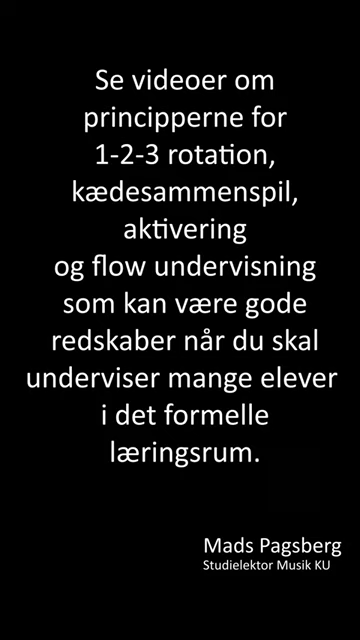 Se videoer om
principperne for
1-2-3 rotation,
kædesammenspil,
aktivering
og flow undervisning
som kan være gode
redskaber når du skal
underviser mange elever
i det formelle
læringsrum.
Mads Pagsberg
Studielektor Musik KU